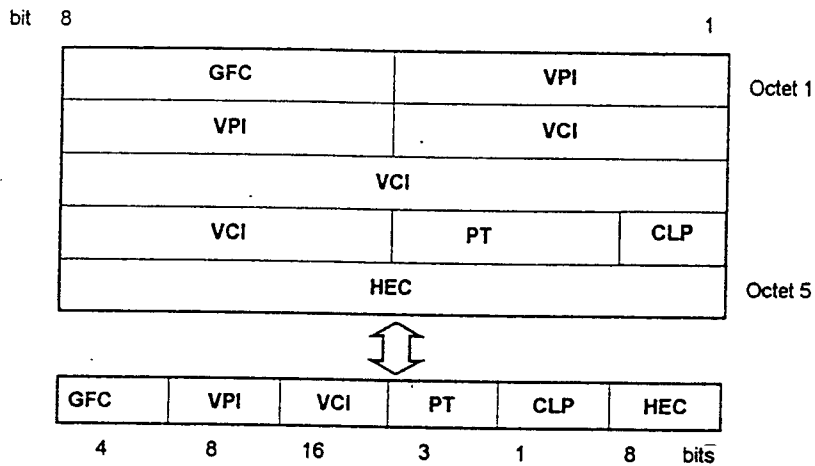 bit 8 1
GFC VPI Octet 1
VPI VCI
VCI
VCI PT CLP
HEC Octet 5
GFC VPI VCI PT CLP HEC
4 8 16 3 1 8 bits